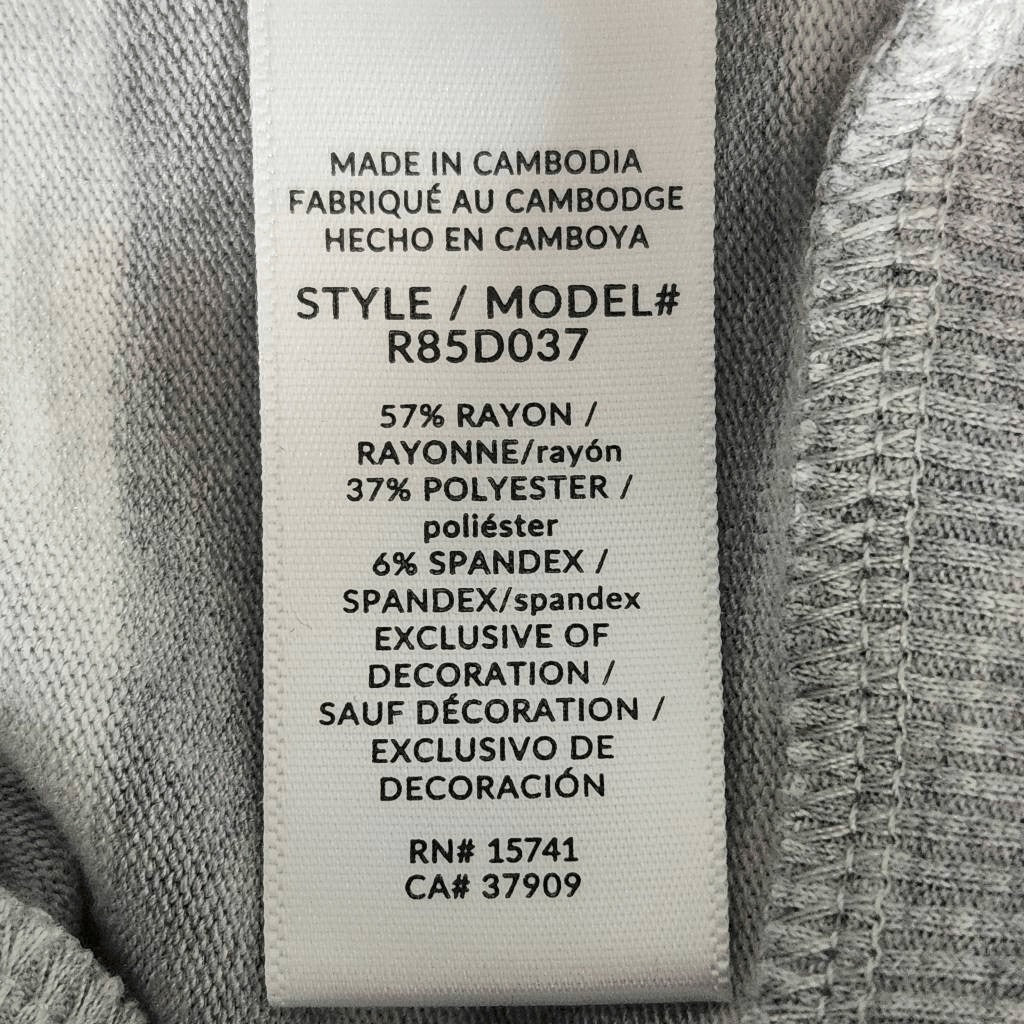 MADE IN CAMBODIA
FABRIQUÉ AU CAMBODGE
HECHO EN CAMBOYA
STYLE / MODEL#
R85D037
57% RAYON /
RAYONNE/rayón
37% POLYESTER /
poliéster
6% SPANDEX /
SPANDEX/spandex
EXCLUSIVE OF
DECORATION /
SAUF DÉCORATION /
EXCLUSIVO DE
DECORACIÓN
RN# 15741
CA# 37909